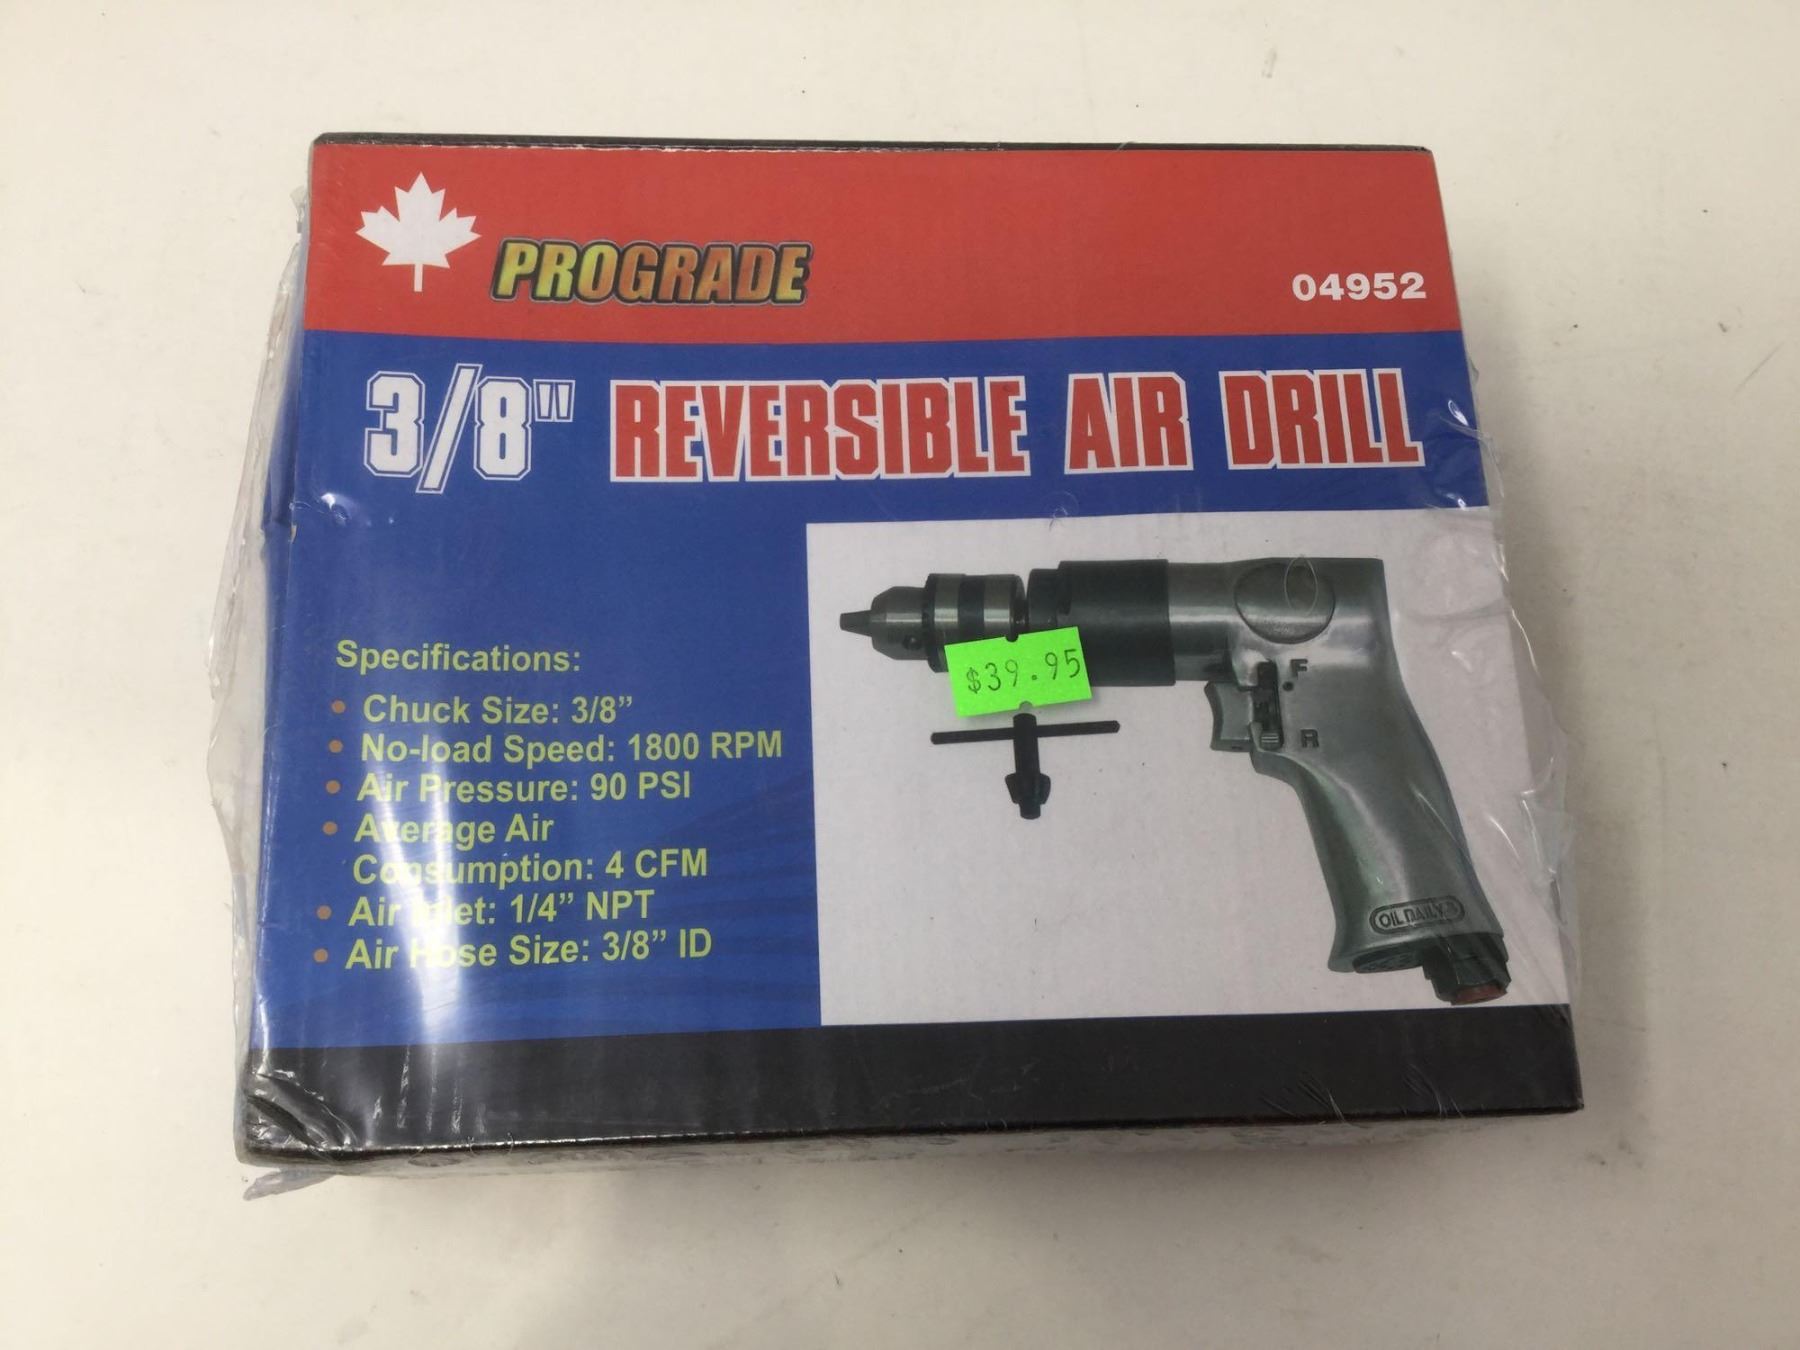 PROGRADE
04952
3/8" REVERSIBLE AIR DRILL
Specifications:
• Chuck Size: 3/8”
• No-load Speed: 1800 RPM
• Air Pressure: 90 PSI
• Average Air
Consumption: 4 CFM
• Air Inlet: 1/4” NPT
• Air Hose Size: 3/8” ID
$39.95
F
R
OIL DAILY